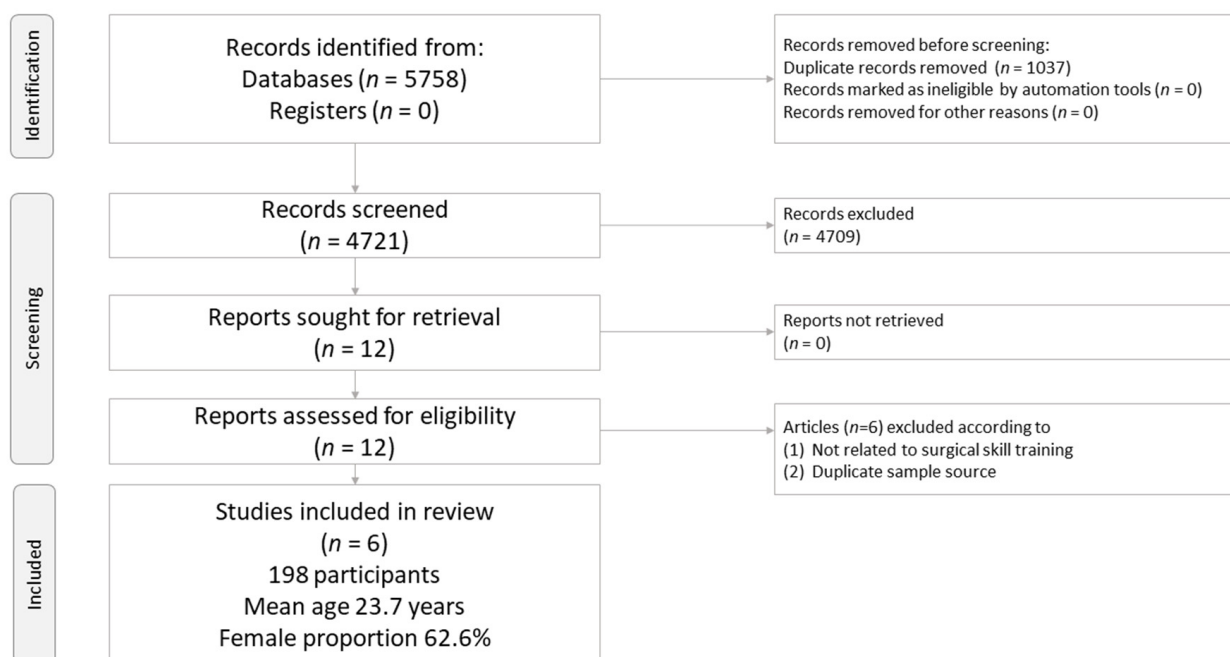 Identification
Records identified from:
Databases (n = 5758)
Registers (n = 0)
Records removed before screening:
Duplicate records removed (n = 1037)
Records marked as ineligible by automation tools (n = 0)
Records removed for other reasons (n = 0)
Screening
Records screened
(n = 4721)
Records excluded
(n = 4709)
Reports sought for retrieval
(n = 12)
Reports not retrieved
(n = 0)
Reports assessed for eligibility
(n = 12)
Articles (n=6) excluded according to
(1) Not related to surgical skill training
(2) Duplicate sample source
Included
Studies included in review
(n = 6)
198 participants
Mean age 23.7 years
Female proportion 62.6%